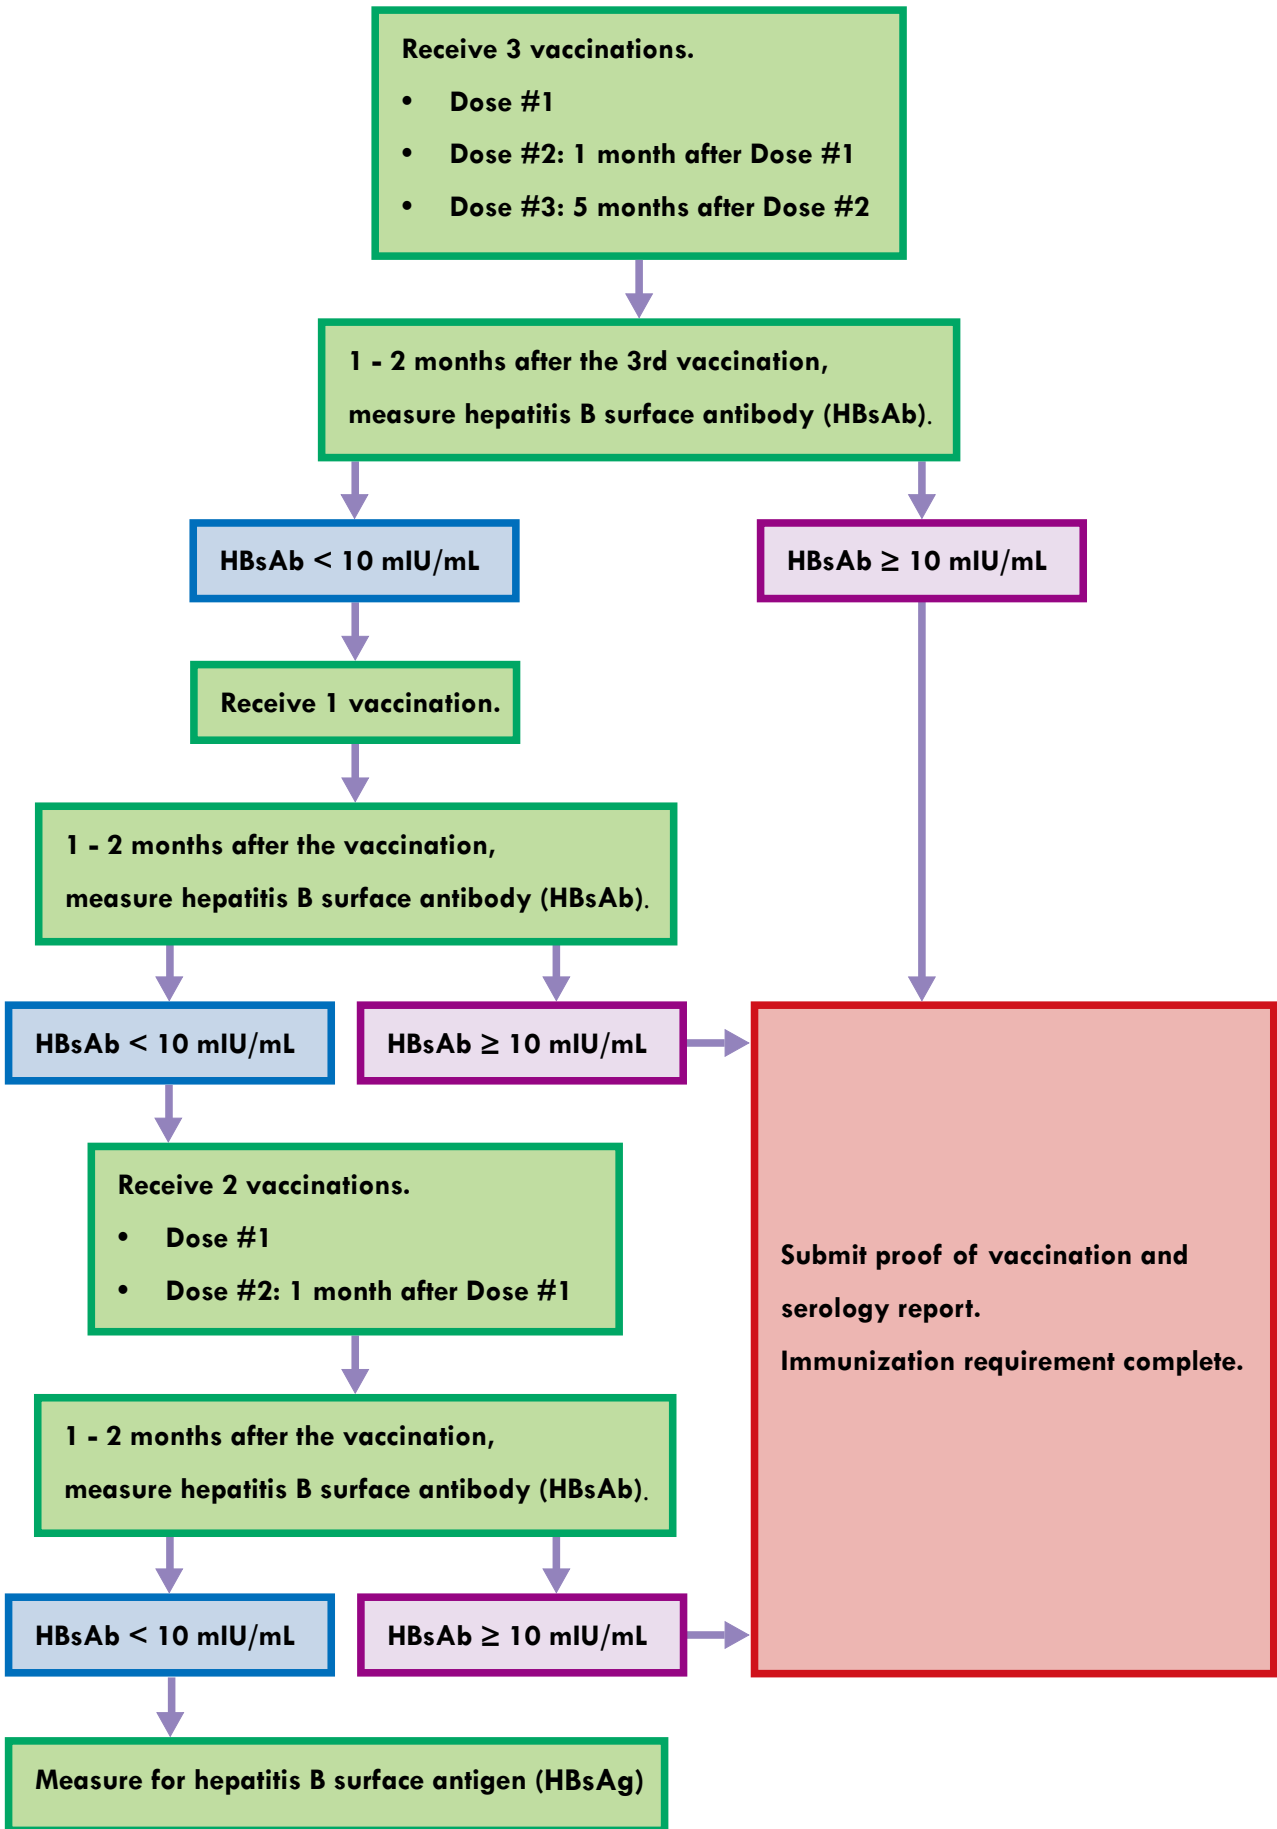 Receive 3 vaccinations.
• Dose #1
• Dose #2: 1 month after Dose #1
• Dose #3: 5 months after Dose #2
1 - 2 months after the 3rd vaccination,
measure hepatitis B surface antibody (HBsAb).
HBsAb < 10 mIU/mL
HBsAb ≥ 10 mIU/mL
Receive 1 vaccination.
1 - 2 months after the vaccination,
measure hepatitis B surface antibody (HBsAb).
HBsAb < 10 mIU/mL
HBsAb ≥ 10 mIU/mL
Receive 2 vaccinations.
• Dose #1
• Dose #2: 1 month after Dose #1
Submit proof of vaccination and
serology report.
Immunization requirement complete.
1 - 2 months after the vaccination,
measure hepatitis B surface antibody (HBsAb).
HBsAb < 10 mIU/mL
HBsAb ≥ 10 mIU/mL
Measure for hepatitis B surface antigen (HBsAg)